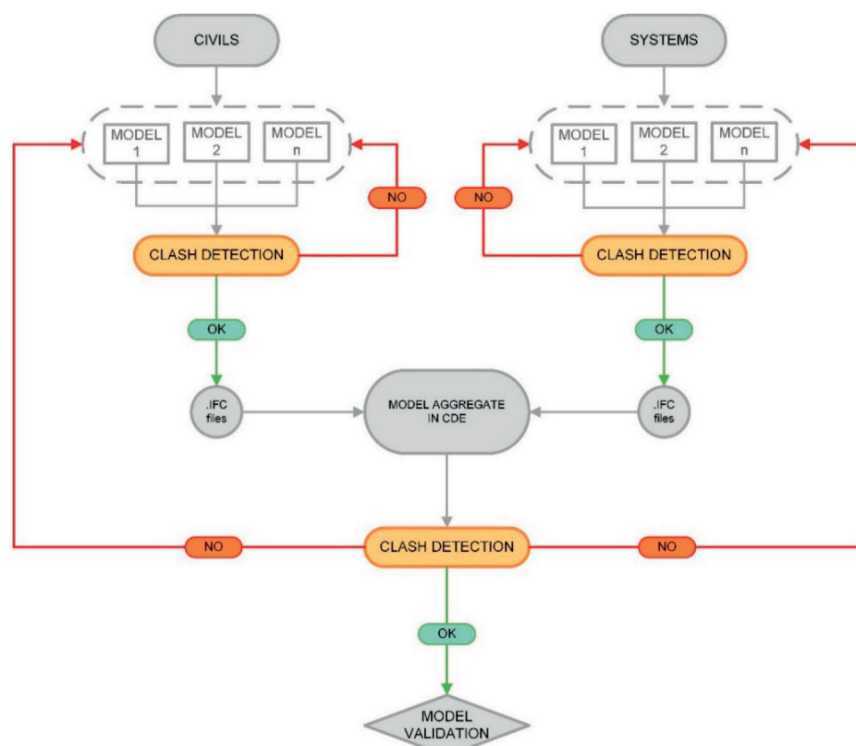 CIVILS
SYSTEMS
MODEL
1
MODEL
2
MODEL
n
MODEL
1
MODEL
2
MODEL
n
NO
NO
CLASH DETECTION
CLASH DETECTION
OK
OK
.IFC
files
MODEL AGGREGATE
IN CDE
.IFC
files
NO
CLASH DETECTION
NO
OK
MODEL
VALIDATION